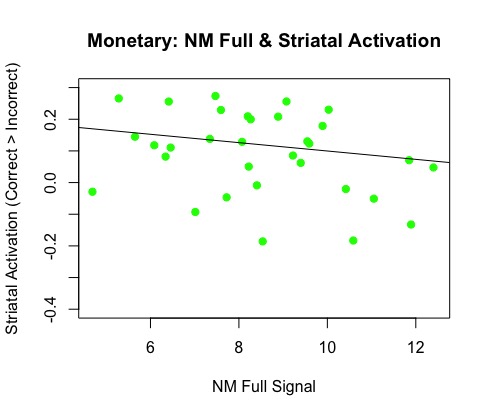 Monetary: NM Full & Striatal Activation
Striatal Activation (Correct > Incorrect)
0.2
0.0
-0.2
-0.4
6 8 10 12
NM Full Signal